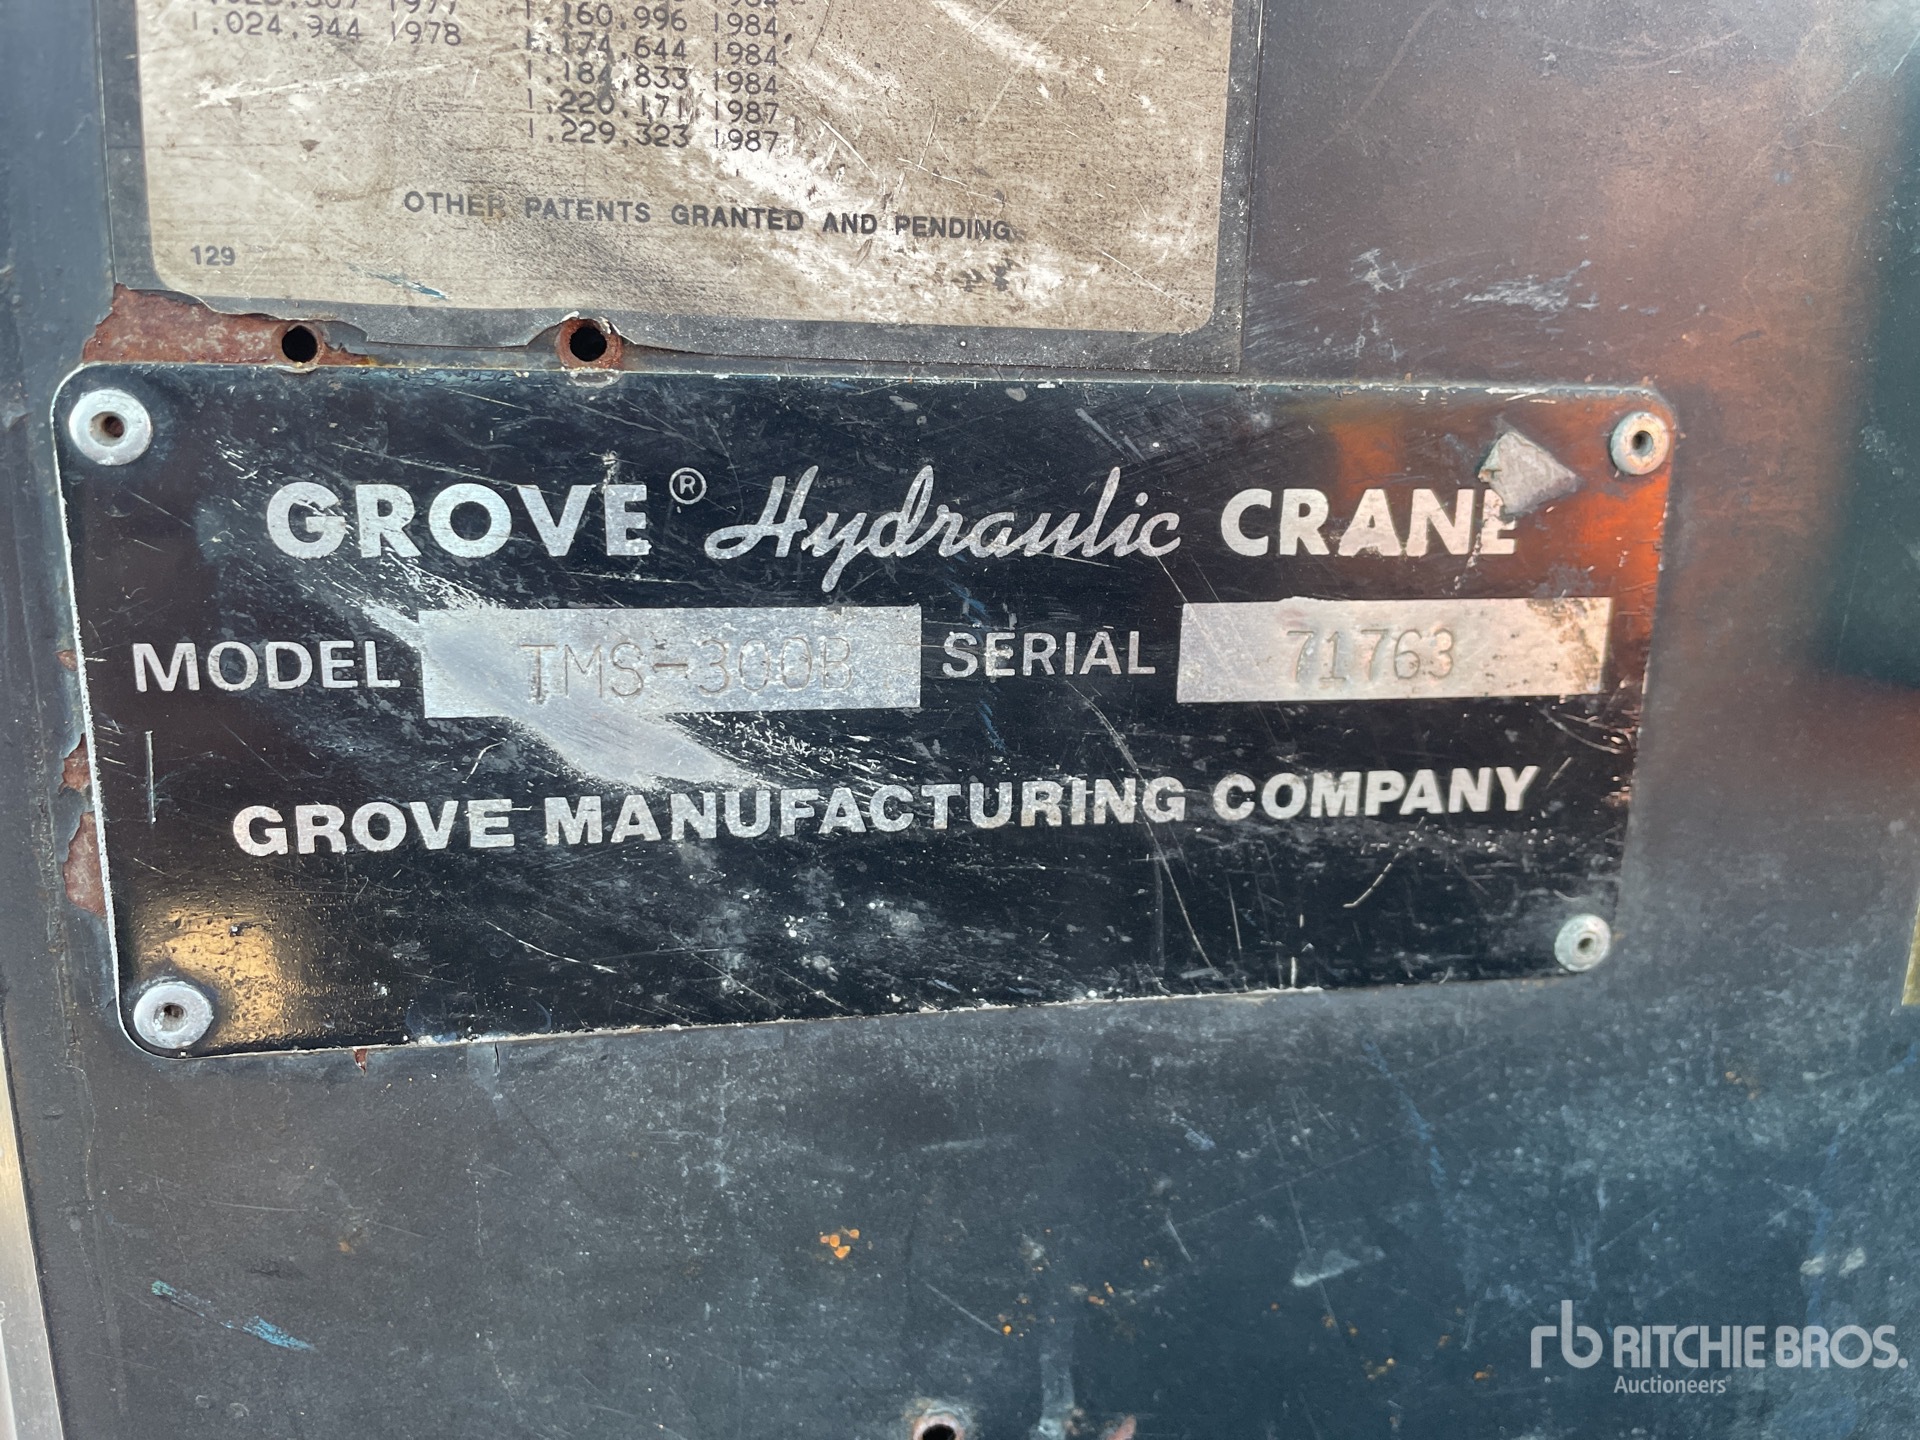 1.024.944 1978
1.160.996 1984
1.174.644 1984
1.184.833 1984
1.220.171 1987
1.229.323 1987
OTHER PATENTS GRANTED AND PENDING
129
GROVE® Hydraulic CRANE
MODEL TMS-300B SERIAL 71763
GROVE MANUFACTURING COMPANY
rb RITCHIE BROS.
Auctioneers